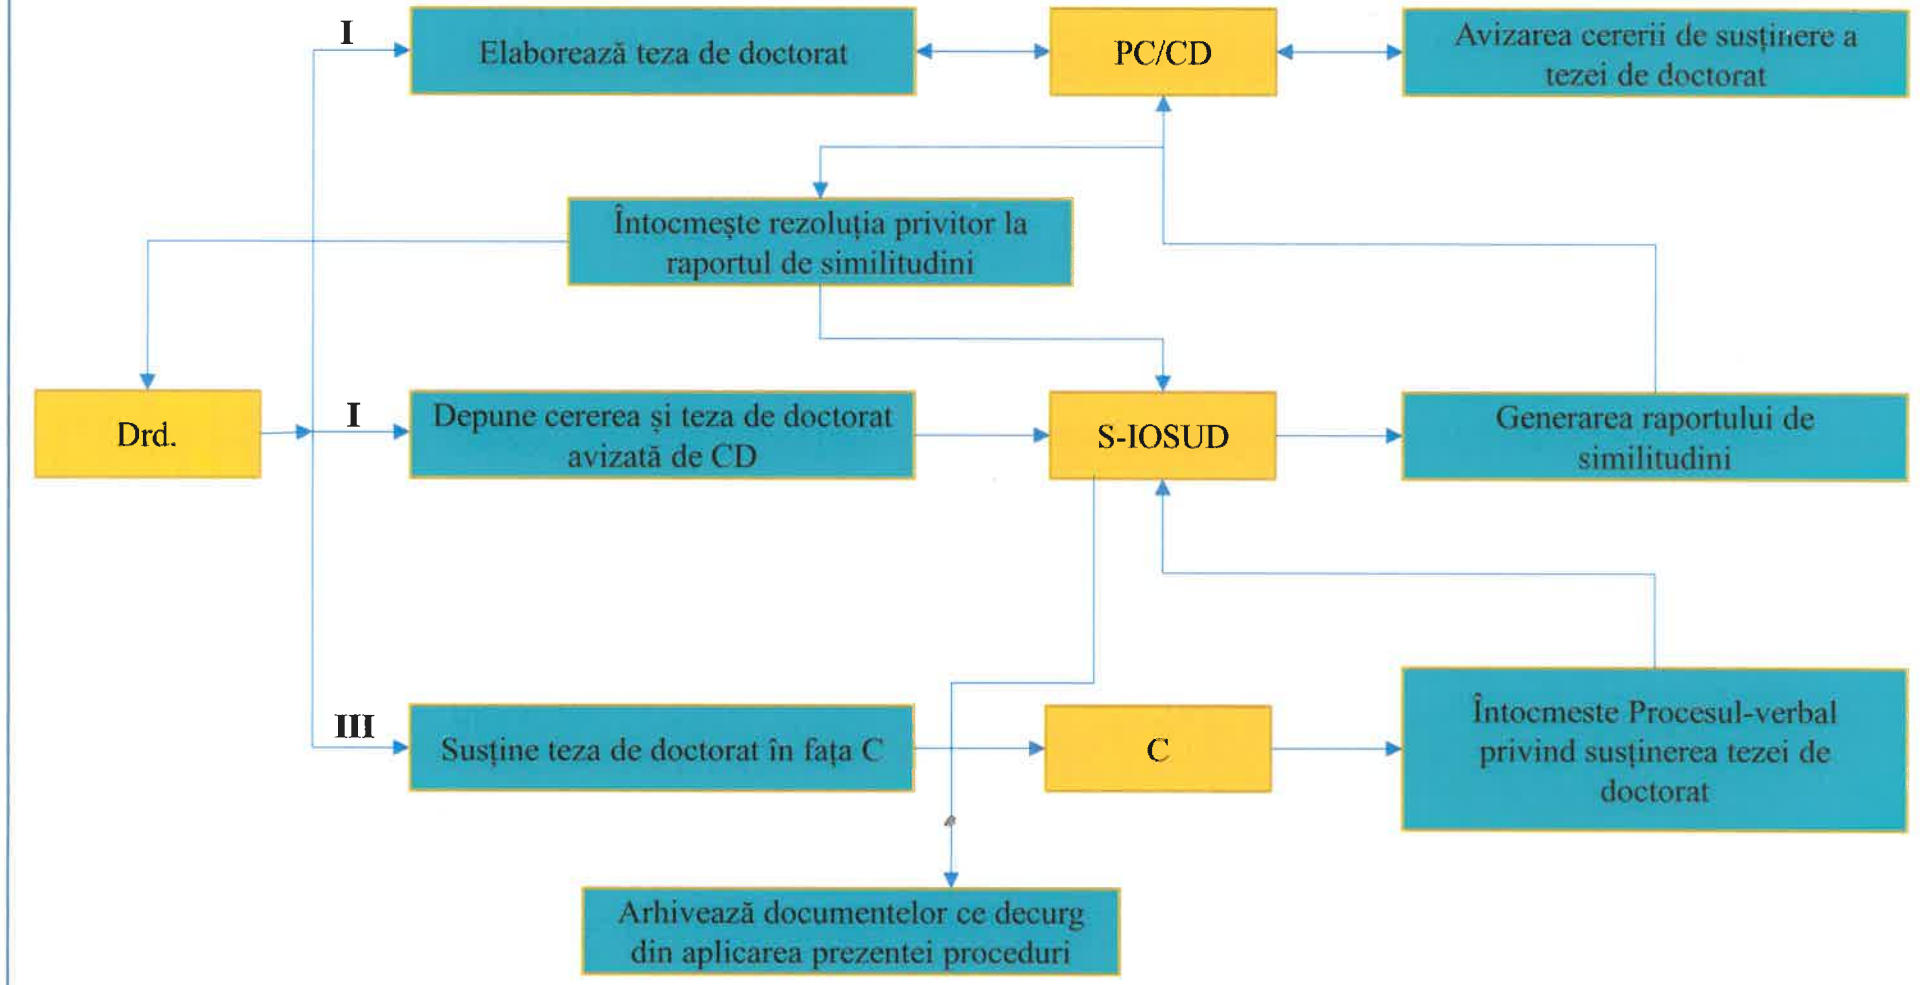 I
Elaborează teza de doctorat
PC/CD
Avizarea cererii de susținere a
tezei de doctorat
Întocmește rezoluția privitor la
raportul de similitudini
Drd.
I
Depune cererea și teza de doctorat
avizată de CD
S-IOSUD
Generarea raportului de
similitudini
III
Susține teza de doctorat în fața C
C
Întocmeste Procesul-verbal
privind susținerea tezei de
doctorat
Arhivează documentelor ce decurg
din aplicarea prezentei proceduri